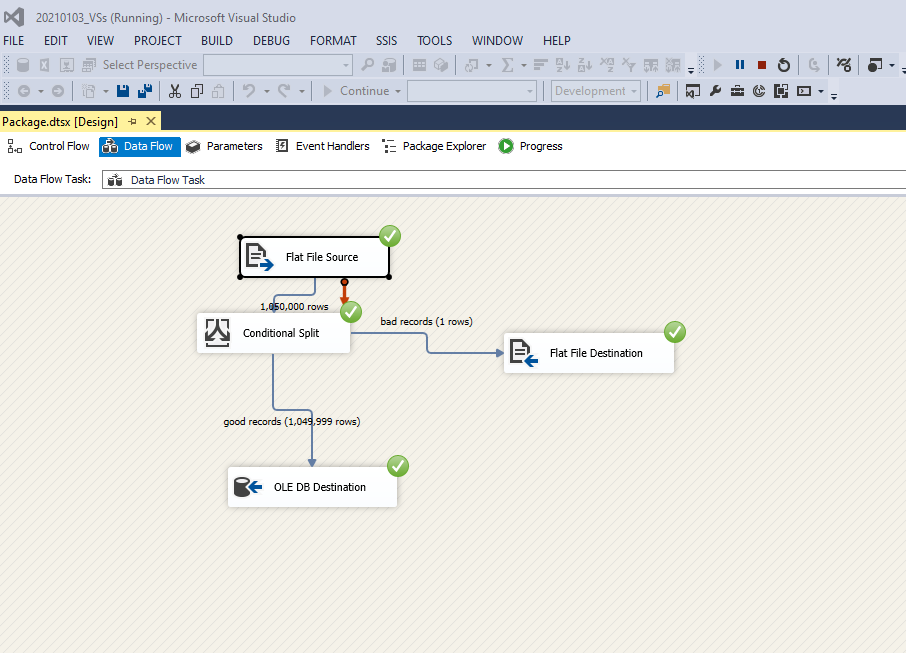 20210103_VSs (Running) - Microsoft Visual Studio
FILE EDIT VIEW PROJECT BUILD DEBUG FORMAT SSIS TOOLS WINDOW HELP
Select Perspective
Continue Development
Package.dtsx [Design]
Control Flow Data Flow Parameters Event Handlers Package Explorer Progress
Data Flow Task: Data Flow Task
Flat File Source
1,050,000 rows
Conditional Split
bad records (1 rows)
Flat File Destination
good records (1,049,999 rows)
OLE DB Destination